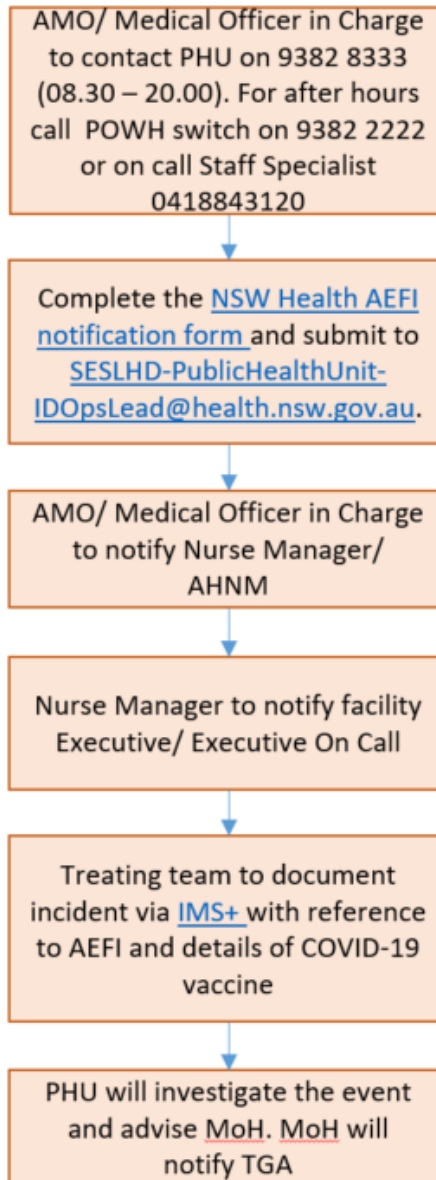 AMO/ Medical Officer in Charge
to contact PHU on 9382 8333
(08.30 – 20.00). For after hours
call  POWH switch on 9382 2222
or on call Staff Specialist
0418843120
Complete the NSW Health AEFI
notification form and submit to
SESLHD-PublicHealthUnit-
IDOpsLead@health.nsw.gov.au.
AMO/ Medical Officer in Charge
to notify Nurse Manager/
AHNM
Nurse Manager to notify facility
Executive/ Executive On Call
Treating team to document
incident via IMS+ with reference
to AEFI and details of COVID-19
vaccine
PHU will investigate the event
and advise MoH. MoH will
notify TGA